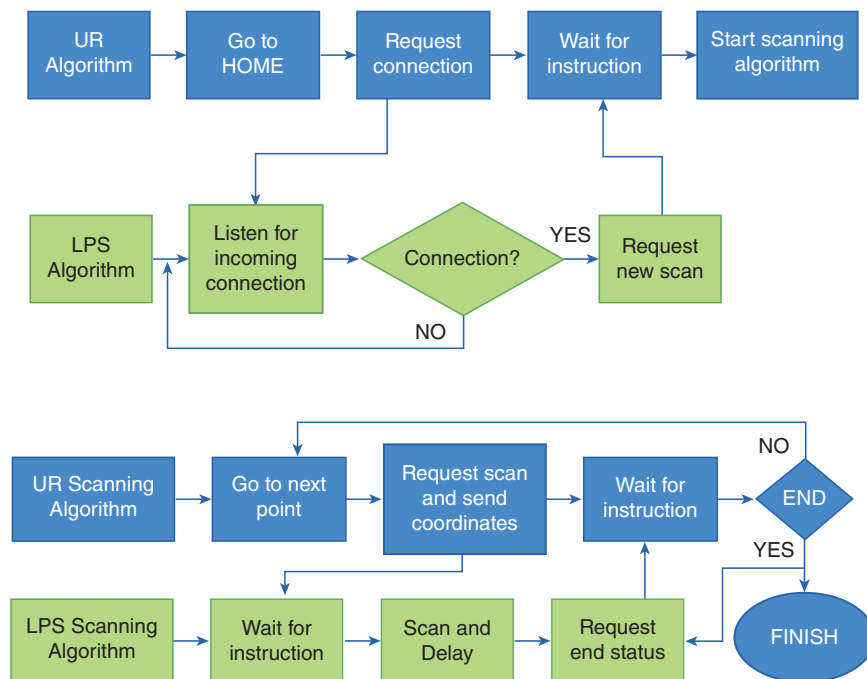 UR
Algorithm
Go to
HOME
Request
connection
Wait for
instruction
Start scanning
algorithm
LPS
Algorithm
Listen for
incoming
connection
Connection?
YES
Request
new scan
NO
UR Scanning
Algorithm
Go to next
point
Request scan
and send
coordinates
Wait for
instruction
NO
END
YES
LPS Scanning
Algorithm
Wait for
instruction
Scan and
Delay
Request
end status
FINISH